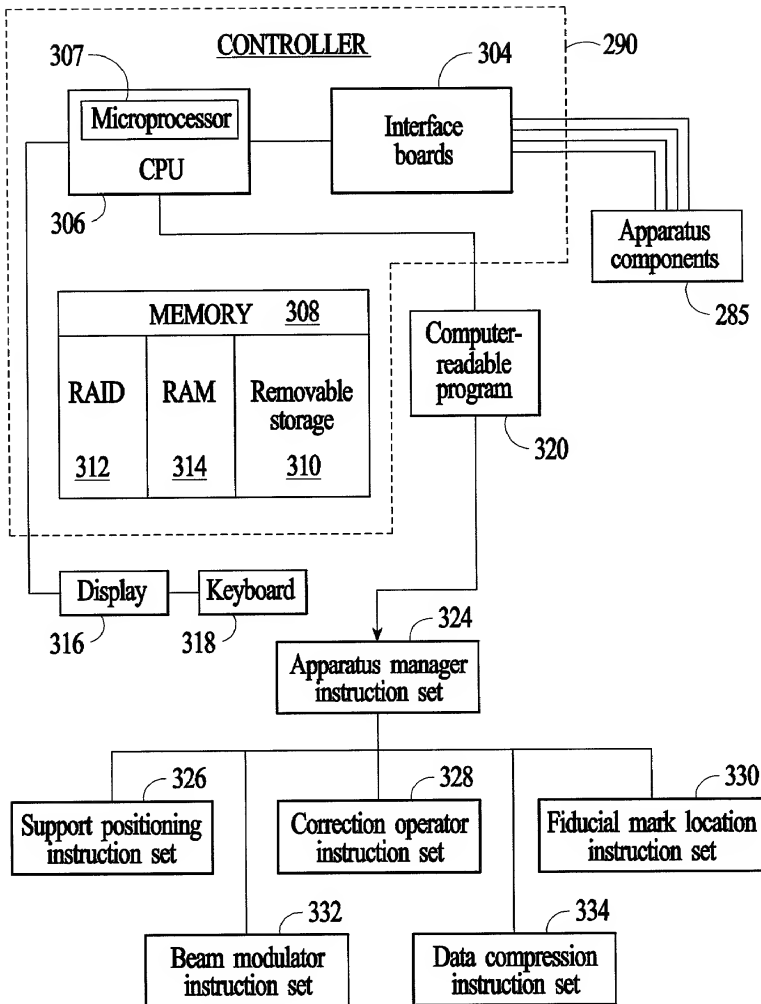 CONTROLLER
290
307
304
Microprocessor
CPU
Interface
boards
306
Apparatus
components
285
MEMORY 308
RAID
RAM
Removable
storage
312
314
310
Computer-
readable
program
320
Display
Keyboard
316
318
324
Apparatus manager
instruction set
326
328
330
Support positioning
instruction set
Correction operator
instruction set
Fiducial mark location
instruction set
332
334
Beam modulator
instruction set
Data compression
instruction set